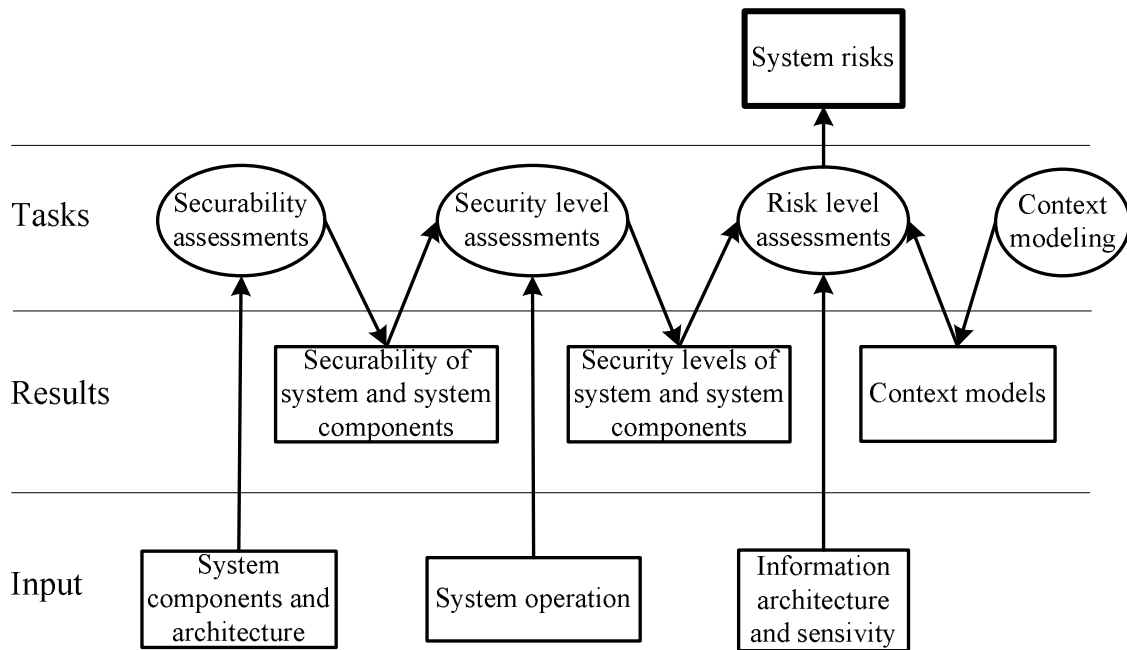 System risks
Tasks
Securability
assessments
Security level
assessments
Risk level
assessments
Context
modeling
Results
Securability of
system and system
components
Security levels of
system and system
components
Context models
Input
System
components and
architecture
System operation
Information
architecture
and sensivity